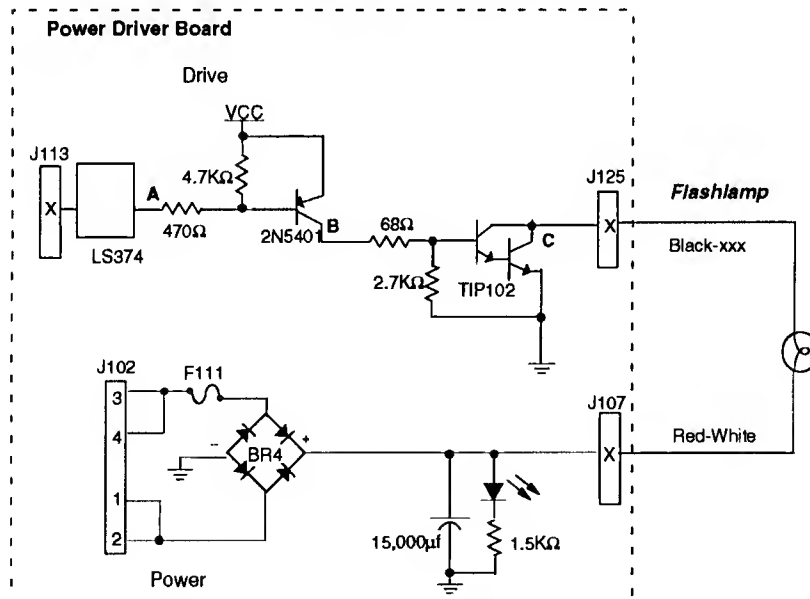 Power Driver Board
Drive
VCC
J113
4.7KΩ
J125
A
Flashlamp
X
B
68Ω
X
470Ω
2N5401
C
Black-xxx
LS374
2.7KΩ
TIP102
J102
F111
3
J107
4
−
+
Red-White
BR4
X
1
15,000µf
1.5KΩ
2
Power